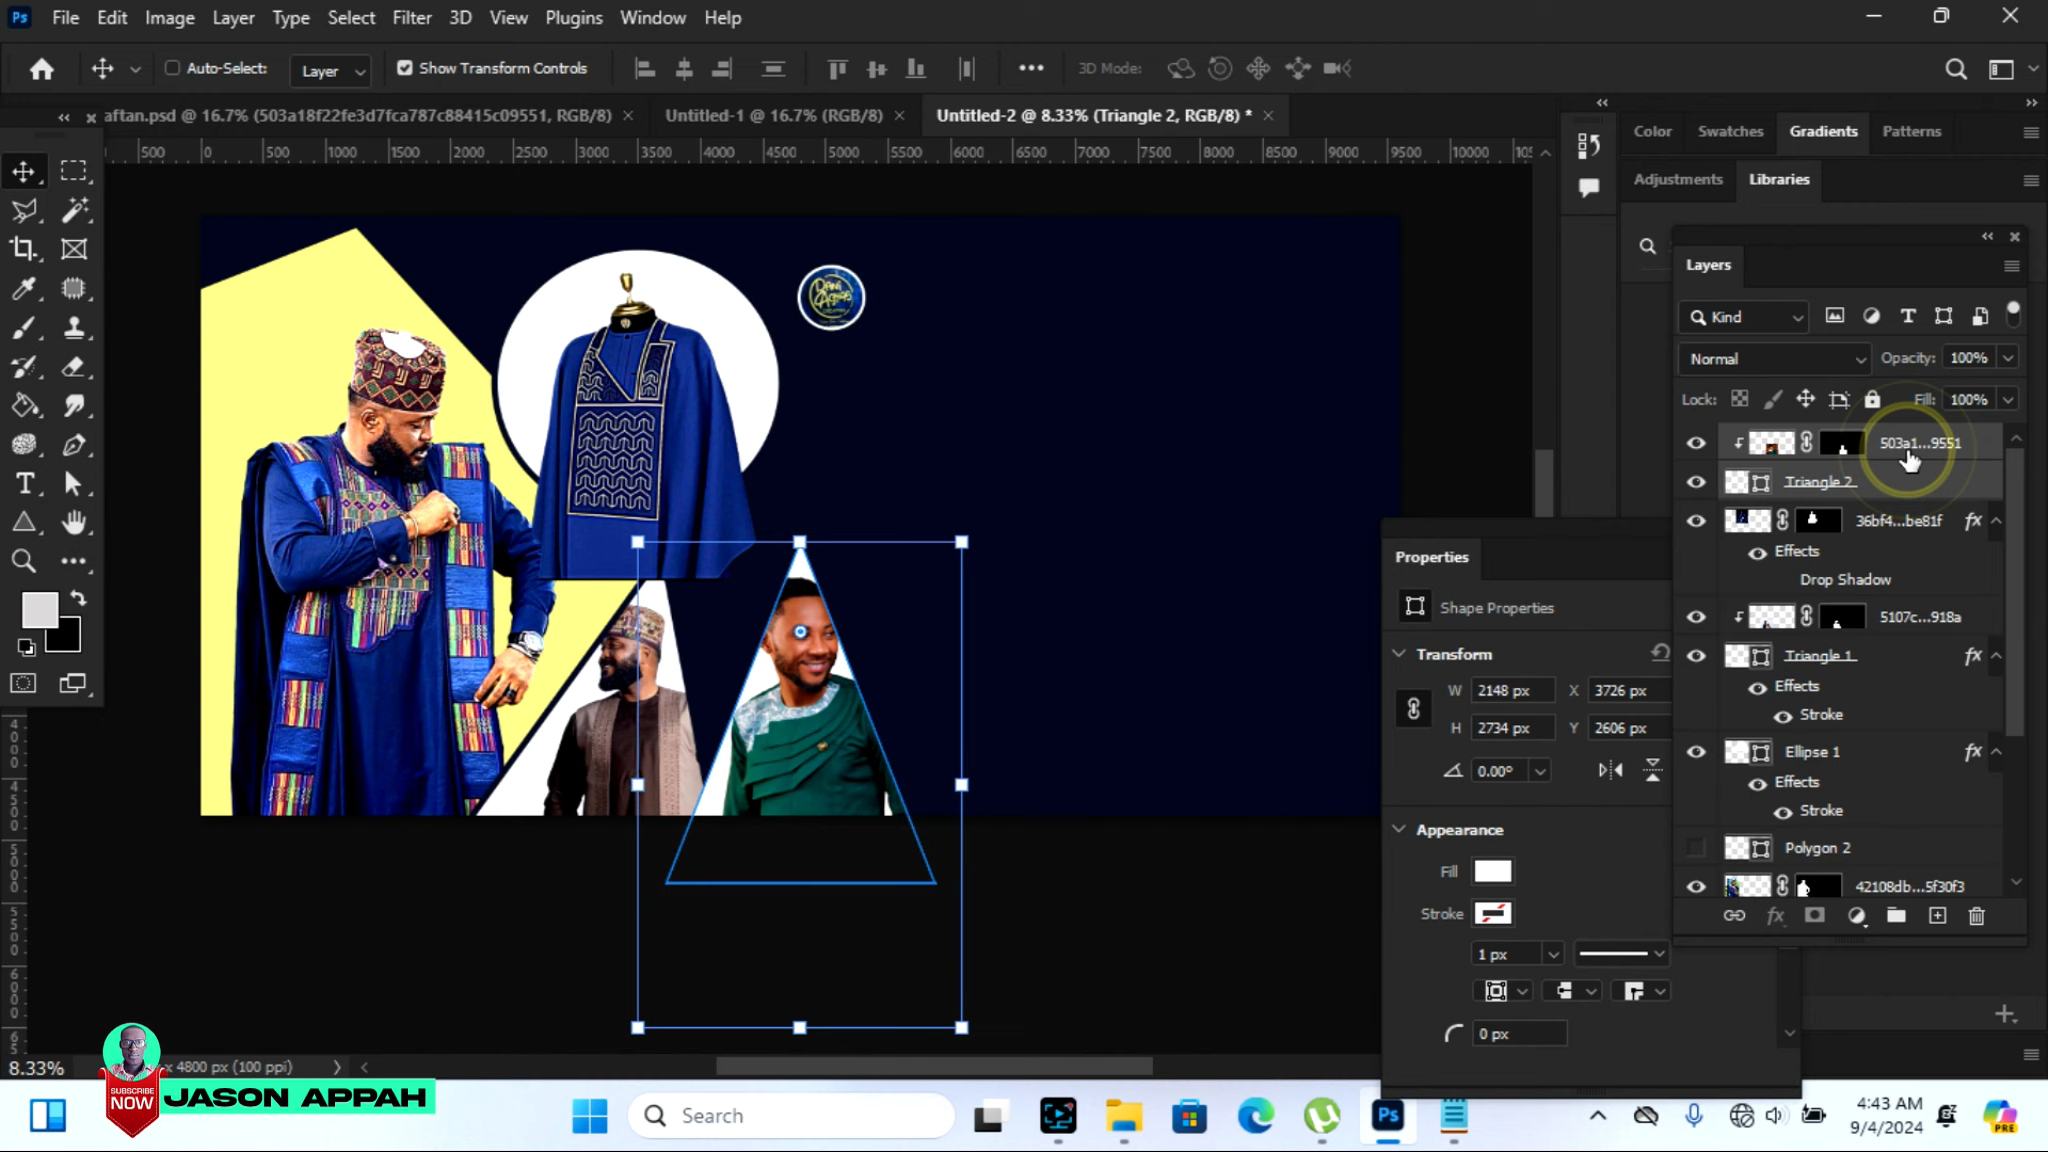 Ps File Edit Image Layer Select Filter 3D View Plugins Window Help
Auto-Select: Layer Show Transform Controls 3D Mode:
aftan.psd @ 16.7% (503a18f22fe3d7fca787c88415c09551, RGB/8) Untitled-1 @ 16.7% (RGB/8) Untitled-2 @ 8.33% (Triangle 2, RGB/8) *
500 0 500 1000 1500 2000 2500 3000 3500 4000 4500 5000 5500 6000 6500 7000 7500 8000 8500 9000 9500 10000
Color Swatches Gradients Patterns
Adjustments Libraries
Layers
Kind
Normal Opacity: 100%
Lock: Fill: 100%
503a1...9551
Triangle 2
36bf4...be81f fx
Effects
Drop Shadow
5107c...918a
Triangle 1 fx
Effects
Stroke
Ellipse 1 fx
Effects
Stroke
Polygon 2
42108db...5f30f3
Properties
Shape Properties
Transform
W 2148 px X 3726 px
H 2734 px Y 2606 px
0.00°
Appearance
Fill
Stroke
1 px
0 px
8.33% x 4800 px (100 ppi)
SUBSCRIBE
NOW
JASON APPAH
Search
Ps
4:43 AM
9/4/2024
PRE